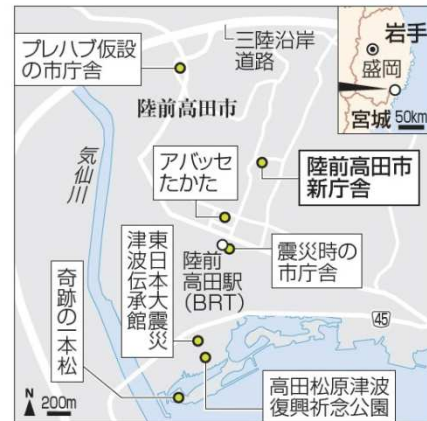 プレハブ仮設
の市庁舎
三陸沿岸
道路
岩手
盛岡
宮城 50km
陸前高田市
気仙川
アバッセ
たかた
陸前高田市
新庁舎
東日本大震災
津波伝承館
陸前
高田駅
(BRT)
震災時の
市庁舎
奇跡の一本松
45
高田松原津波
復興祈念公園
N
200m